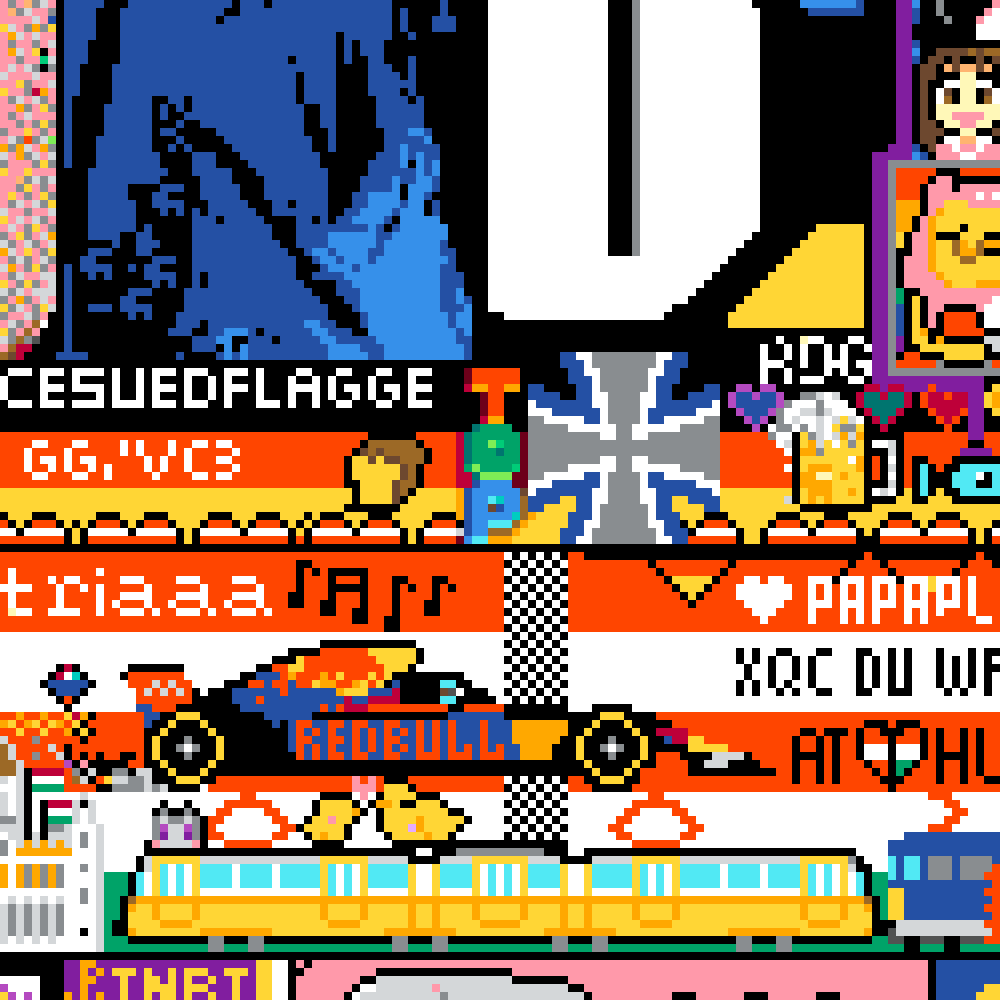 CESUEDFLAGGE
GG,"VC3
triaaa
PAPAPL
XQC DU WF
AT HU
REDBULL